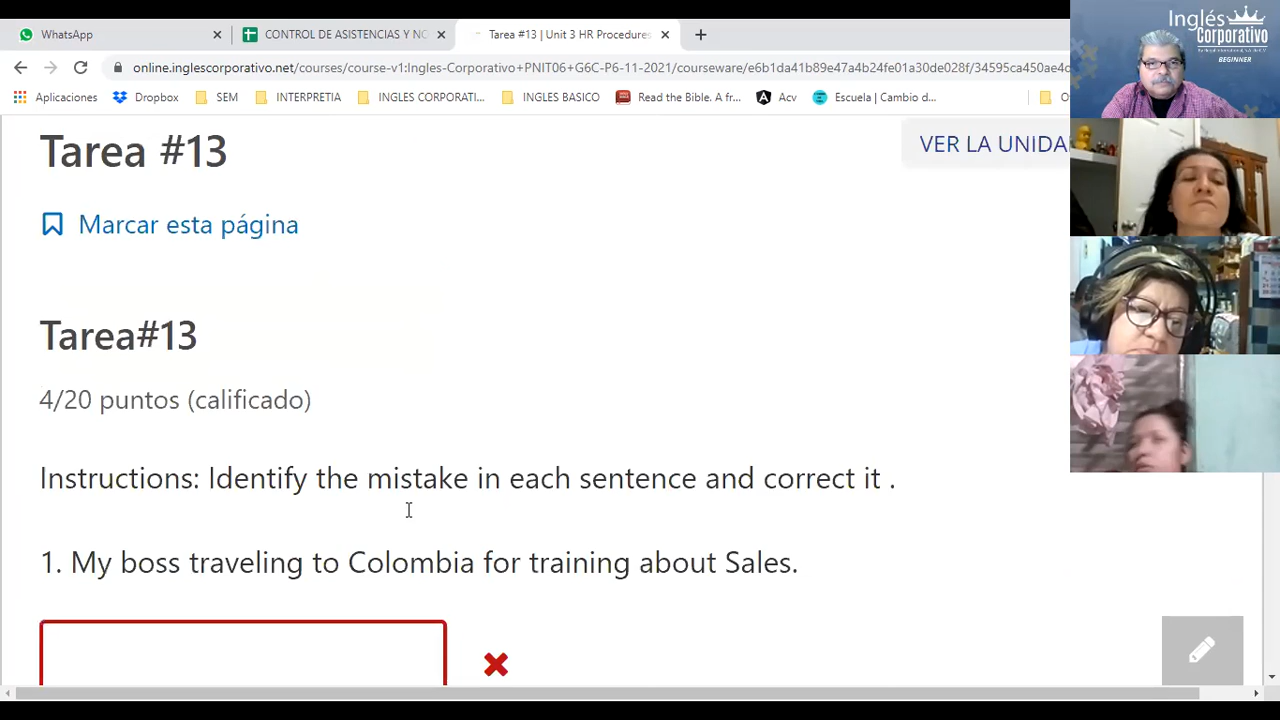 WhatsApp
CONTROL DE ASISTENCIAS Y NO
Tarea #13 | Unit 3 HR Procedures
online.inglescorporativo.net/courses/course-v1:Ingles-Corporativo+PIT06+G6C-P6-11-2021/courseware/e6b1da41b89e47a4b24fe01a30de028f/34595ca450ae4d
Aplicaciones
Dropbox
SEM
INTERPRETIA
INGLES CORPORATI...
INGLES BASICO
Read the Bible. A fr...
Acv
Escuela | Cambio d...
O
Inglés
Corporativo
BEGINNER
Tarea #13
VER LA UNIDA
Marcar esta página
Tarea#13
4/20 puntos (calificado)
Instructions: Identify the mistake in each sentence and correct it .
1. My boss traveling to Colombia for training about Sales.